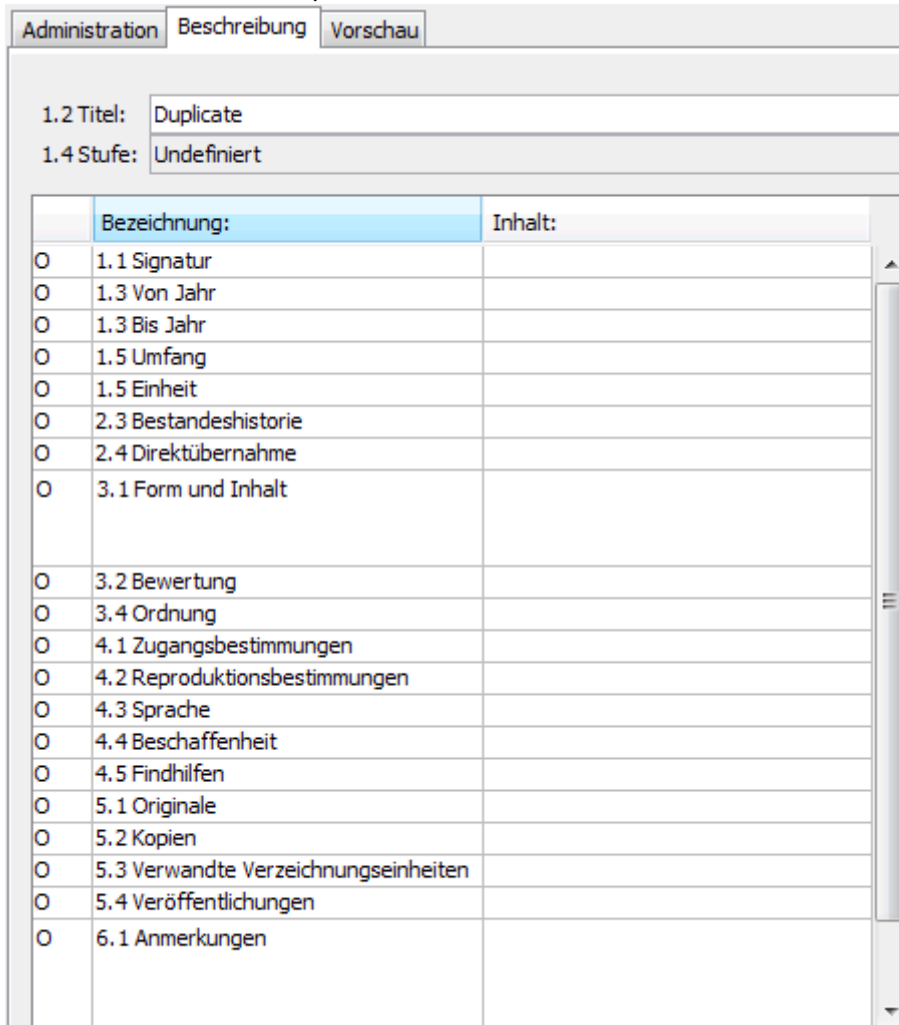 Administration Beschreibung Vorschau
1.2 Titel: Duplicate
1.4 Stufe: Undefiniert
Bezeichnung: Inhalt:
O 1.1 Signatur
O 1.3 Von Jahr
O 1.3 Bis Jahr
O 1.5 Umfang
O 1.5 Einheit
O 2.3 Bestandeshistorie
O 2.4 Direktübernahme
O 3.1 Form und Inhalt
O 3.2 Bewertung
O 3.4 Ordnung
O 4.1 Zugangsbestimmungen
O 4.2 Reproduktionsbestimmungen
O 4.3 Sprache
O 4.4 Beschaffenheit
O 4.5 Findhilfen
O 5.1 Originale
O 5.2 Kopien
O 5.3 Verwandte Verzeichnungseinheiten
O 5.4 Veröffentlichungen
O 6.1 Anmerkungen